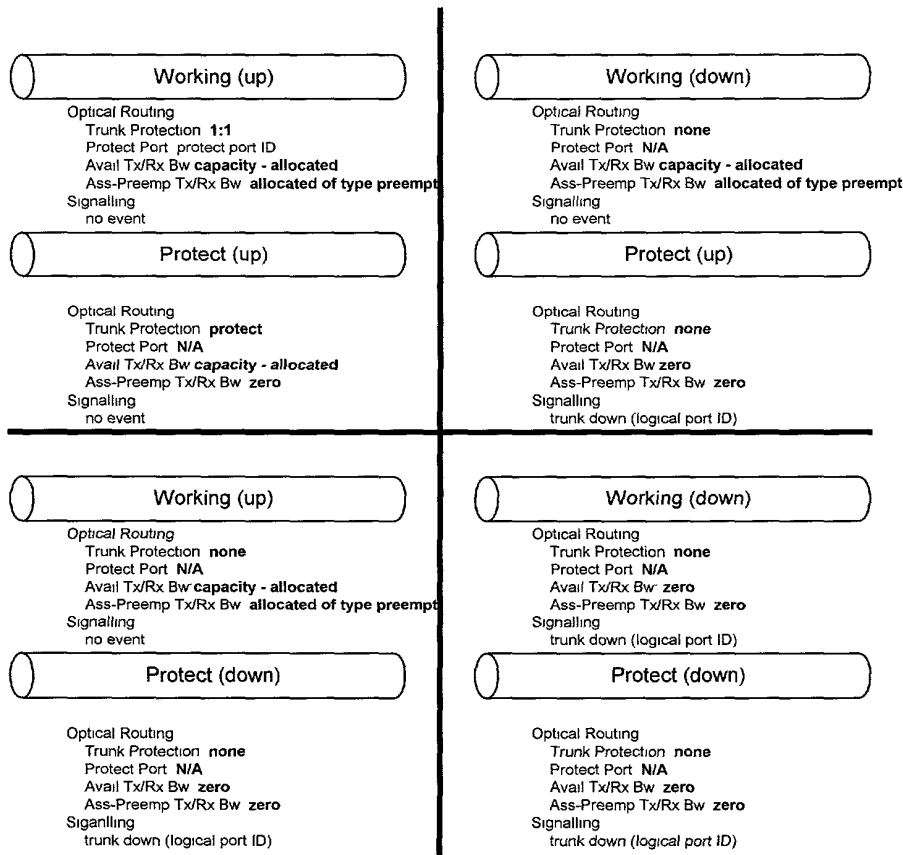 Working (up)
Optical Routing
Trunk Protection 1:1
Protect Port protect port ID
Avail Tx/Rx Bw capacity - allocated
Ass-Preemp Tx/Rx Bw allocated of type preempt
Signalling
no event
Protect (up)
Optical Routing
Trunk Protection protect
Protect Port N/A
Avail Tx/Rx Bw capacity - allocated
Ass-Preemp Tx/Rx Bw zero
Signalling
no event
Working (down)
Optical Routing
Trunk Protection none
Protect Port N/A
Avail Tx/Rx Bw capacity - allocated
Ass-Preemp Tx/Rx Bw allocated of type preempt
Signalling
no event
Protect (up)
Optical Routing
Trunk Protection none
Protect Port N/A
Avail Tx/Rx Bw zero
Ass-Preemp Tx/Rx Bw zero
Signalling
trunk down (logical port ID)
Working (up)
Optical Routing
Trunk Protection none
Protect Port N/A
Avail Tx/Rx Bw capacity - allocated
Ass-Preemp Tx/Rx Bw allocated of type preempt
Signalling
no event
Protect (down)
Optical Routing
Trunk Protection none
Protect Port N/A
Avail Tx/Rx Bw zero
Ass-Preemp Tx/Rx Bw zero
Siganlling
trunk down (logical port ID)
Working (down)
Optical Routing
Trunk Protection none
Protect Port N/A
Avail Tx/Rx Bw zero
Ass-Preemp Tx/Rx Bw zero
Signalling
trunk down (logical port ID)
Protect (down)
Optical Routing
Trunk Protection none
Protect Port N/A
Avail Tx/Rx Bw zero
Ass-Preemp Tx/Rx Bw zero
Signalling
trunk down (logical port ID)